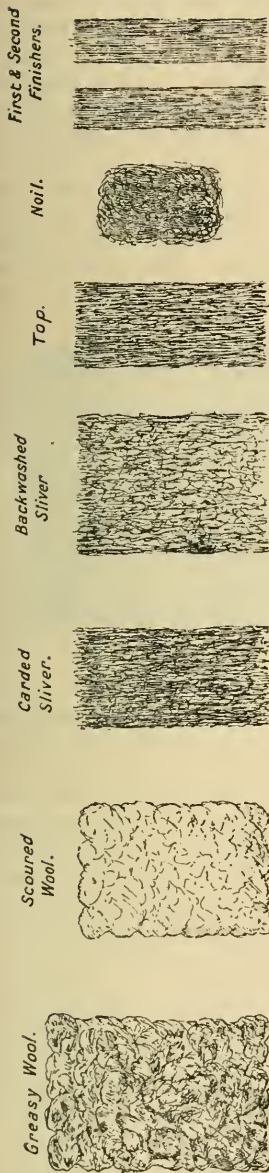 Greasy Wool.
Scoured
Wool.
Carded
Sliver.
Backwashed
Sliver
Top.
Noil.
First & Second
Finishers.